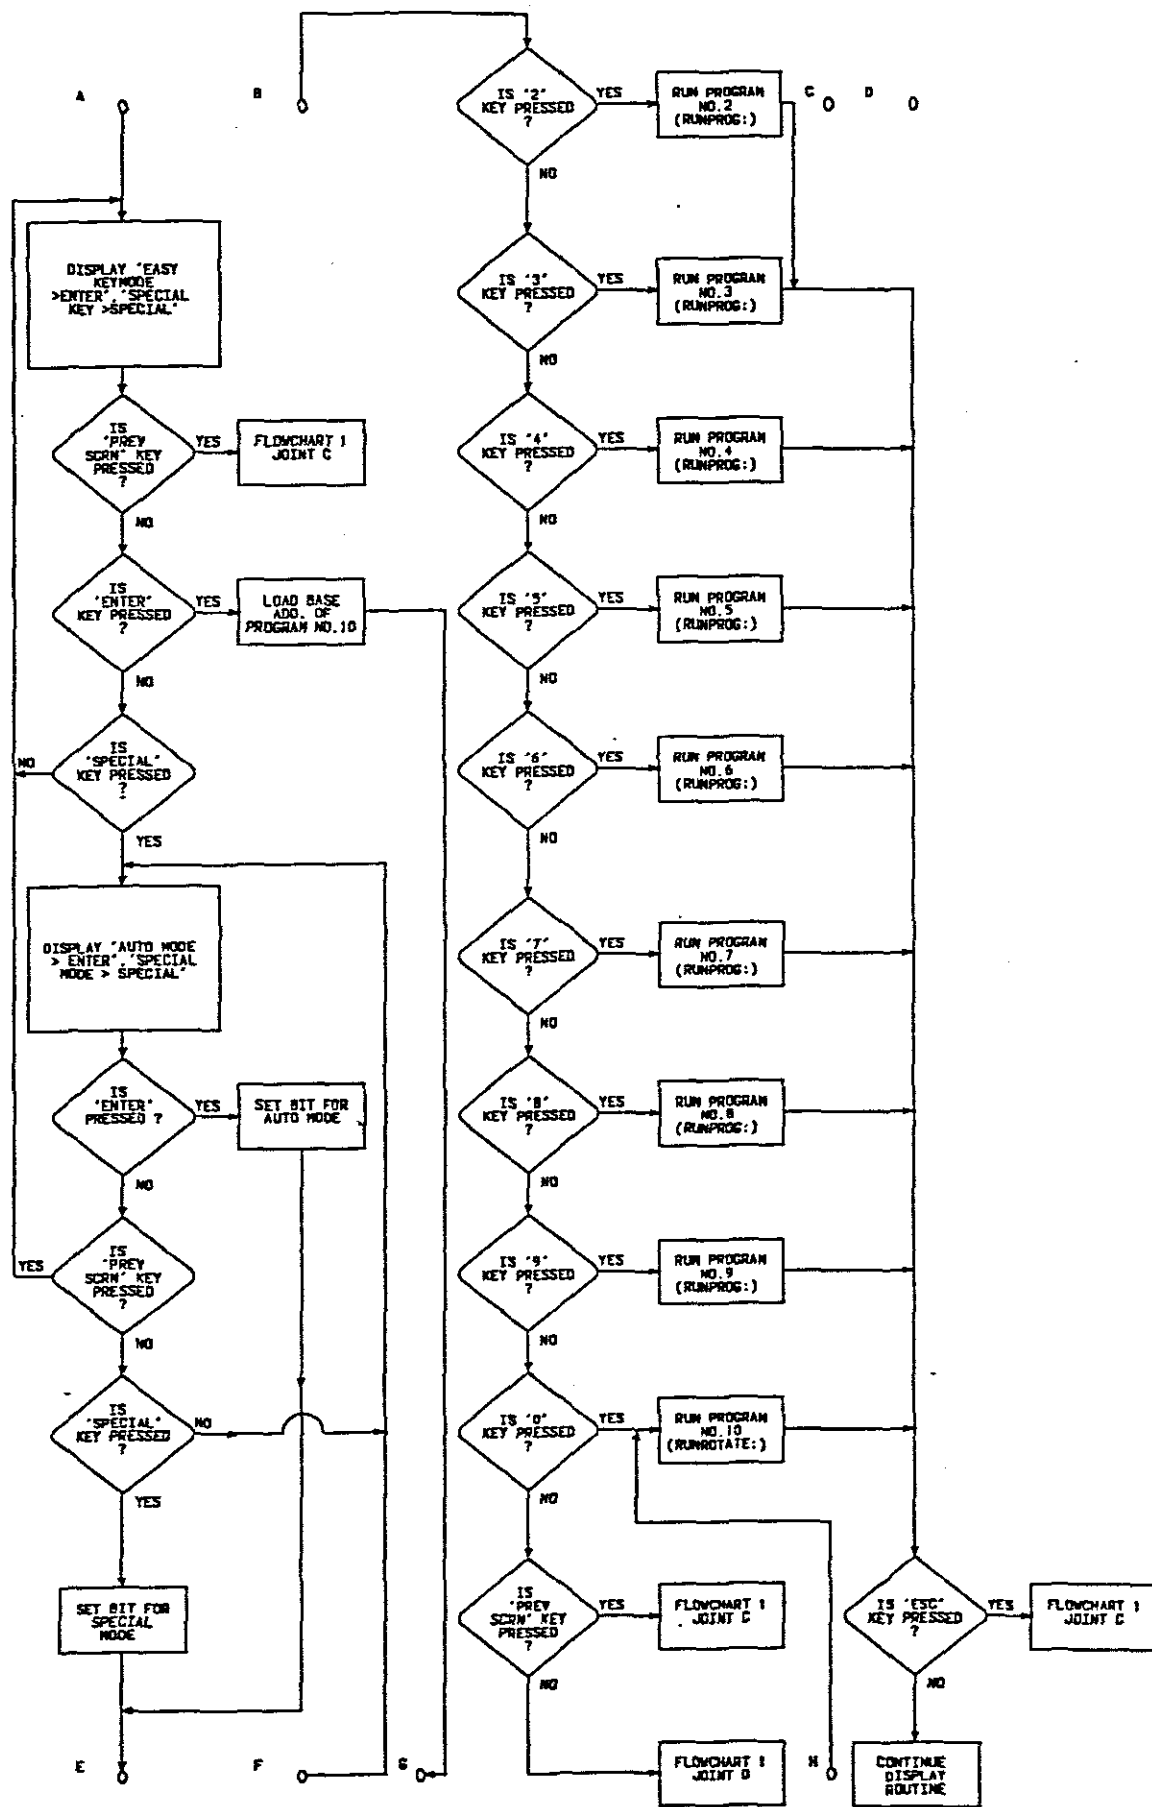 A
B
C
D
DISPLAY "EASY
KEYMODE
>ENTER","SPECIAL
KEY >SPECIAL"
IS
"PREV
SCRN" KEY
PRESSED
?
YES
FLOWCHART 1
JOINT C
NO
IS
"ENTER"
KEY PRESSED
?
YES
LOAD BASE
ADD. OF
PROGRAM NO.10
NO
IS
"SPECIAL"
KEY PRESSED
?
NO
YES
DISPLAY "AUTO MODE
> ENTER","SPECIAL
MODE > SPECIAL"
IS
"ENTER"
PRESSED ?
YES
SET BIT FOR
AUTO MODE
NO
IS
"PREV
SCRN" KEY
PRESSED
?
YES
NO
IS
"SPECIAL"
KEY PRESSED
?
NO
YES
SET BIT FOR
SPECIAL
MODE
E
F
G
IS "2"
KEY PRESSED
?
YES
RUN PROGRAM
NO.2
(RUNPROG:)
NO
IS "3"
KEY PRESSED
?
YES
RUN PROGRAM
NO.3
(RUNPROG:)
NO
IS "4"
KEY PRESSED
?
YES
RUN PROGRAM
NO.4
(RUNPROG:)
NO
IS "5"
KEY PRESSED
?
YES
RUN PROGRAM
NO.5
(RUNPROG:)
NO
IS "6"
KEY PRESSED
?
YES
RUN PROGRAM
NO.6
(RUNPROG:)
NO
IS "7"
KEY PRESSED
?
YES
RUN PROGRAM
NO.7
(RUNPROG:)
NO
IS "8"
KEY PRESSED
?
YES
RUN PROGRAM
NO.8
(RUNPROG:)
NO
IS "9"
KEY PRESSED
?
YES
RUN PROGRAM
NO.9
(RUNPROG:)
NO
IS "0"
KEY PRESSED
?
YES
RUN PROGRAM
NO.10
(RUNROTATE:)
NO
IS
"PREV
SCRN" KEY
PRESSED
?
YES
FLOWCHART 1
JOINT C
NO
FLOWCHART 1
JOINT D
H
IS "ESC"
KEY PRESSED
?
YES
FLOWCHART 1
JOINT C
NO
CONTINUE
DISPLAY
ROUTINE